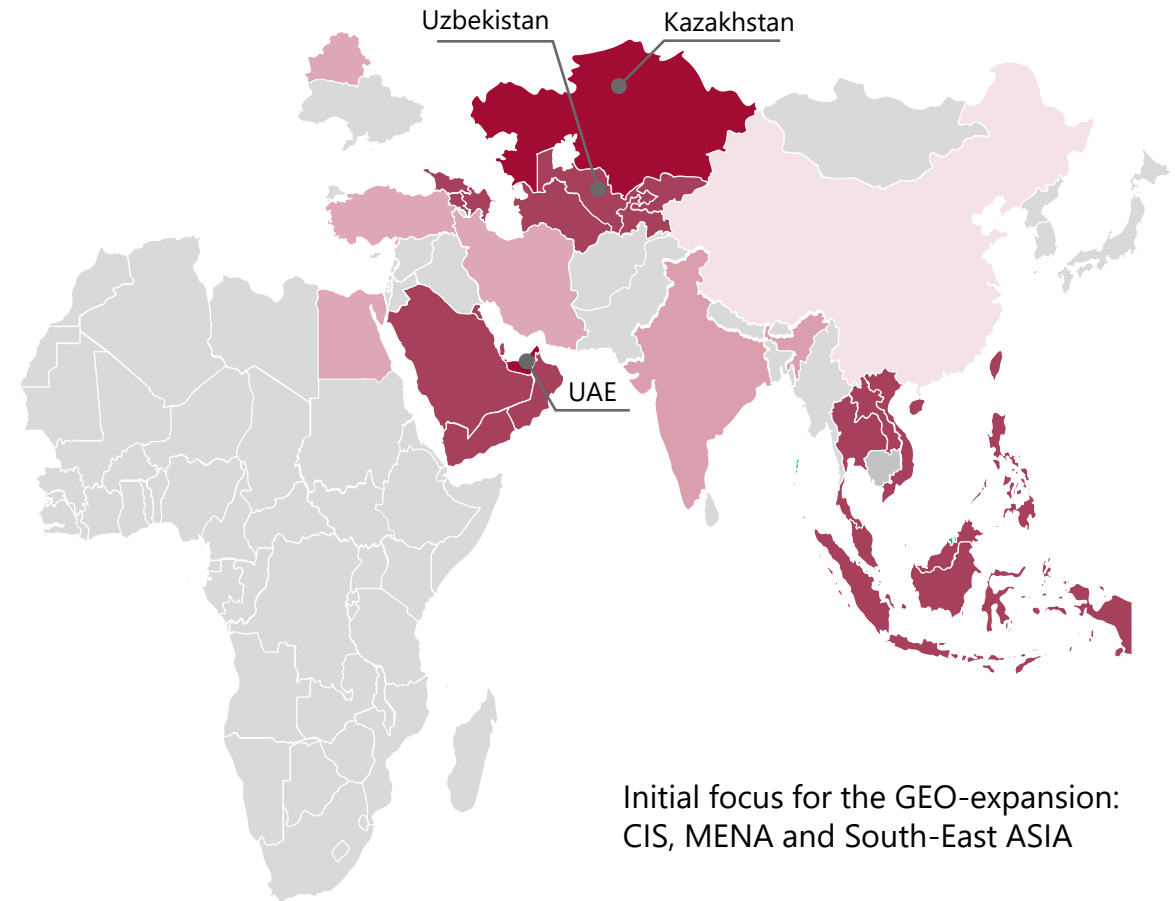 Uzbekistan
Kazakhstan
UAE
Initial focus for the GEO-expansion:
CIS, MENA and South-East ASIA